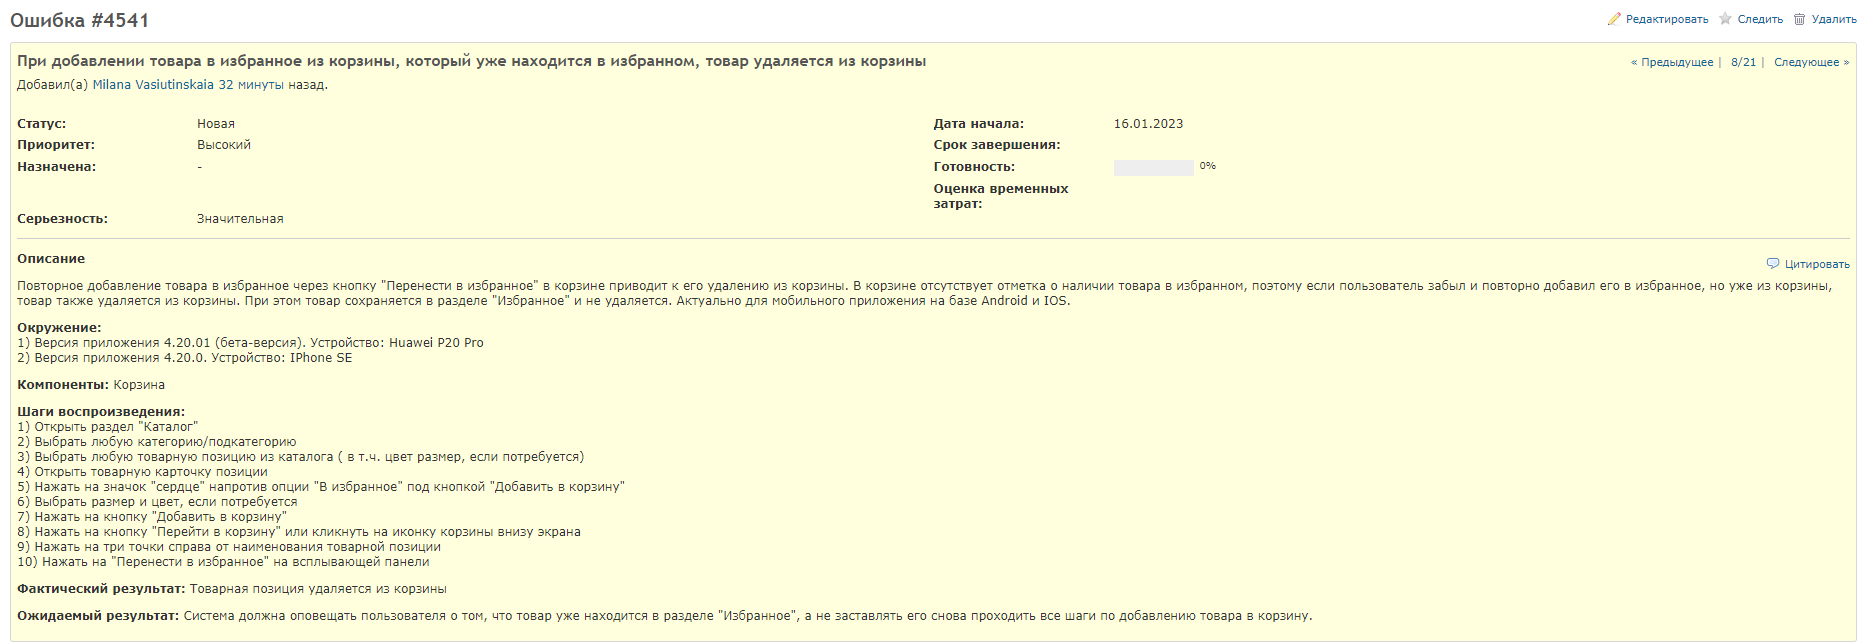 Ошибка #4541
Редактировать Следить Удалить
При добавлении товара в избранное из корзины, который уже находится в избранном, товар удаляется из корзины
« Предыдущее | 8/21 | Следующее »
Добавил(а) Milana Vasiutinskaia 32 минуты назад.
Статус: Новая
Дата начала: 16.01.2023
Приоритет: Высокий
Срок завершения:
Назначена: -
Готовность: 0%
Оценка временных
затрат:
Серьезность: Значительная
Описание
Цитировать
Повторное добавление товара в избранное через кнопку "Перенести в избранное" в корзине приводит к его удалению из корзины. В корзине отсутствует отметка о наличии товара в избранном, поэтому если пользователь забыл и повторно добавил его в избранное, но уже из корзины,
товар также удаляется из корзины. При этом товар сохраняется в разделе "Избранное" и не удаляется. Актуально для мобильного приложения на базе Android и IOS.
Окружение:
1) Версия приложения 4.20.01 (бета-версия). Устройство: Huawei P20 Pro
2) Версия приложения 4.20.0. Устройство: IPhone SE
Компоненты: Корзина
Шаги воспроизведения:
1) Открыть раздел "Каталог"
2) Выбрать любую категорию/подкатегорию
3) Выбрать любую товарную позицию из каталога ( в т.ч. цвет размер, если потребуется)
4) Открыть товарную карточку позиции
5) Нажать на значок "сердце" напротив опции "В избранное" под кнопкой "Добавить в корзину"
6) Выбрать размер и цвет, если потребуется
7) Нажать на кнопку "Добавить в корзину"
8) Нажать на кнопку "Перейти в корзину" или кликнуть на иконку корзины внизу экрана
9) Нажать на три точки справа от наименования товарной позиции
10) Нажать на "Перенести в избранное" на всплывающей панели
Фактический результат: Товарная позиция удаляется из корзины
Ожидаемый результат: Система должна оповещать пользователя о том, что товар уже находится в разделе "Избранное", а не заставлять его снова проходить все шаги по добавлению товара в корзину.